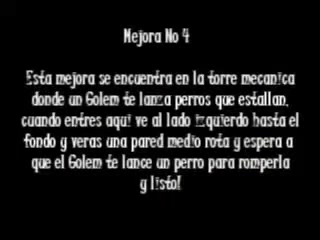 Mejora No 4
Esta mejora se encuentra en la torre mecanica
donde un Golem te lanza perros que estallan,
cuando entres aqui ve al lado izquierdo hasta el
fondo y veras una pared medio rota y espera a
que el Golem te lance un perro para romperla
y listo!